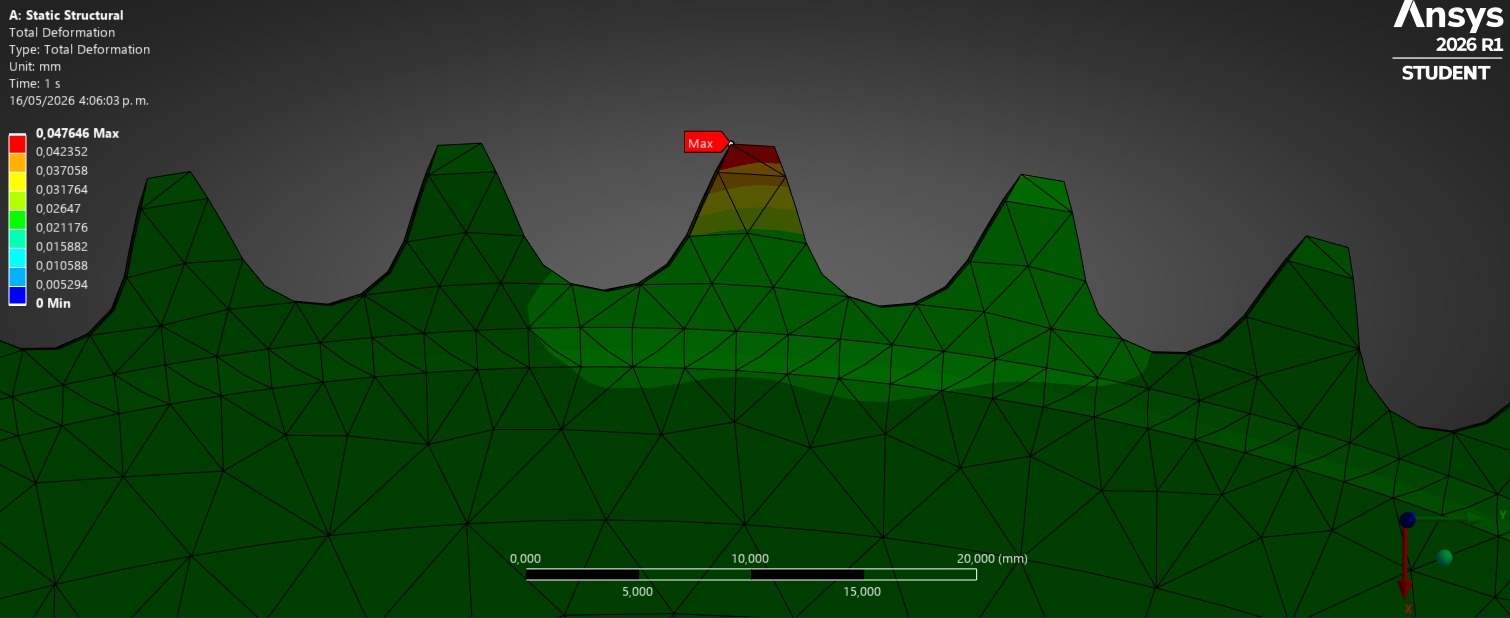 A: Static Structural
Total Deformation
Type: Total Deformation
Unit: mm
Time: 1 s
16/05/2026 4:06:03 p. m.
0,047646 Max
0,042352
0,037058
0,031764
0,02647
0,021176
0,015882
0,010588
0,005294
0 Min
Ansys
2026 R1
STUDENT
Max
0,000 10,000 20,000 (mm)
5,000 15,000
Y
X